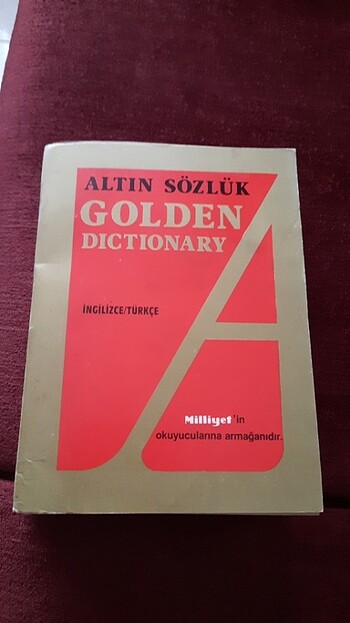 ALTIN SÖZLÜK
GOLDEN
DICTIONARY
İNGİLİZCE/TÜRKÇE
Milliyet'in
okuyucularına armağanıdır.